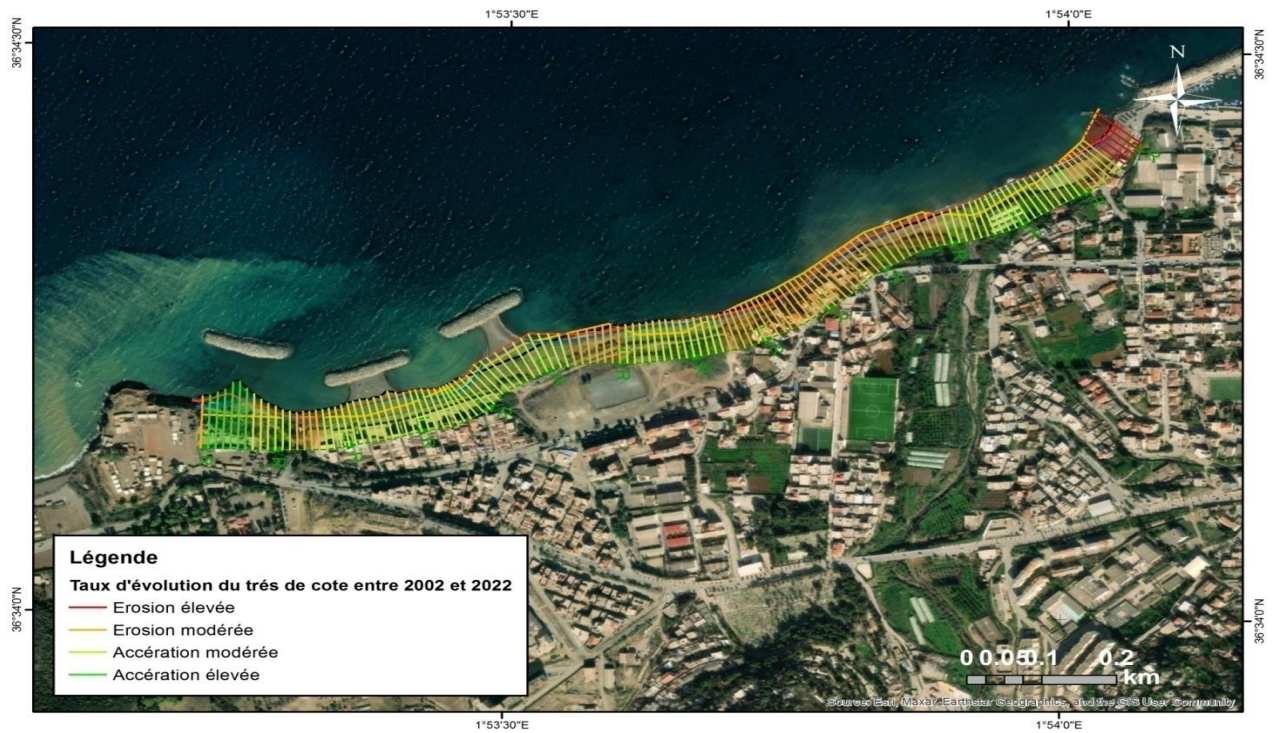 1°53'30"E 1°54'0"E
36°34'30"N
36°34'30"N
N
Légende
Taux d'évolution du trés de cote entre 2002 et 2022
Erosion élevée
Erosion modérée
Accération modérée
Accération élevée
36°34'0"N
36°34'0"N
0 0.05 0.1 0.2
km
Source: Esri, Maxar, Earthstar Geographics, and the GIS User Community
1°53'30"E 1°54'0"E